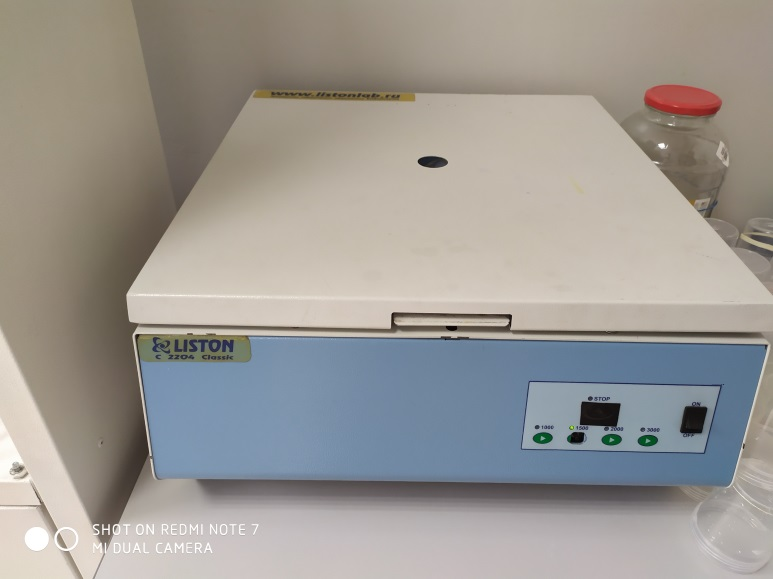 www.listonlab.ru
LISTON
C 2204 Classic
STOP
ON
1000 1500 2000 3000
OFF
SHOT ON REDMI NOTE 7
MI DUAL CAMERA